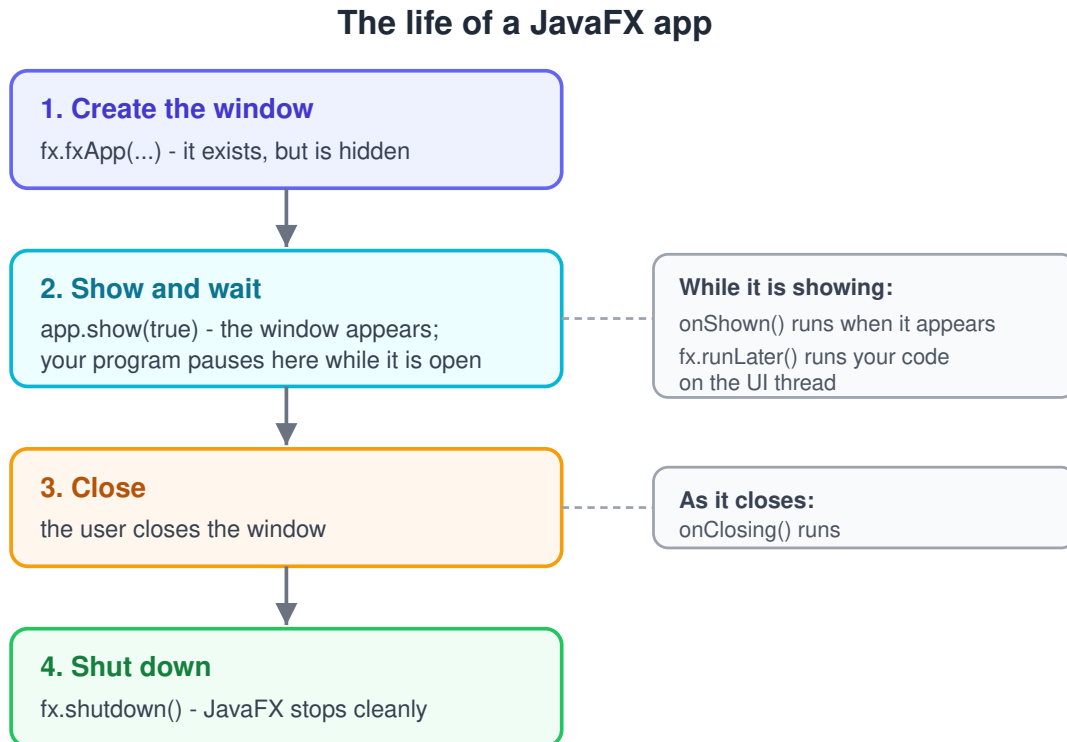 The life of a JavaFX app
1. Create the window
fx.fxApp(...) - it exists, but is hidden
2. Show and wait
app.show(true) - the window appears;
your program pauses here while it is open
While it is showing:
onShown() runs when it appears
fx.runLater() runs your code
on the UI thread
3. Close
the user closes the window
As it closes:
onClosing() runs
4. Shut down
fx.shutdown() - JavaFX stops cleanly